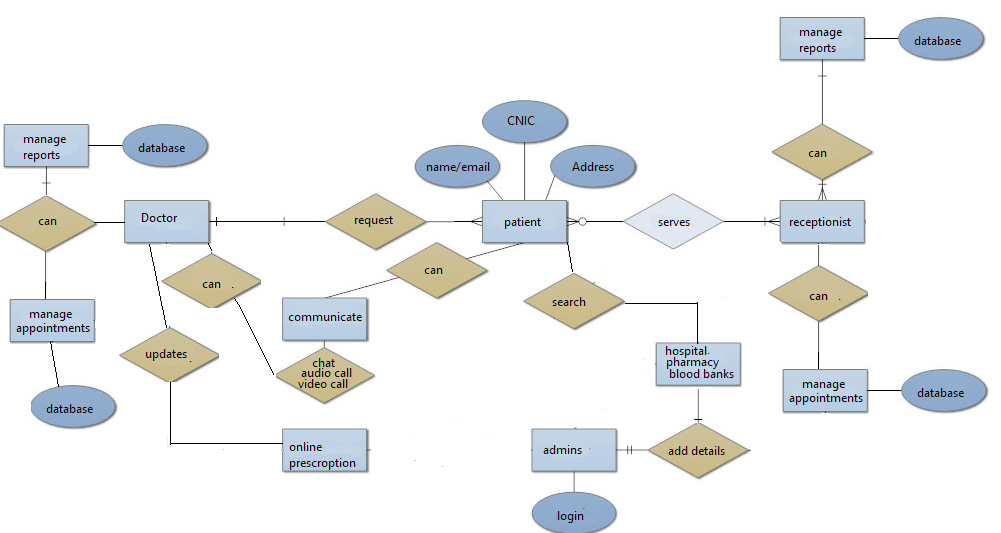 manage
reports
database
CNIC
manage
reports
database
name/email
Address
can
can
Doctor
request
patient
serves
receptionist
can
can
can
search
can
manage
appointments
communicate
updates
chat
audio call
video call
hospital.
pharmacy
blood banks
manage
appointments
database
database
online
prescroption
admins
add details
login